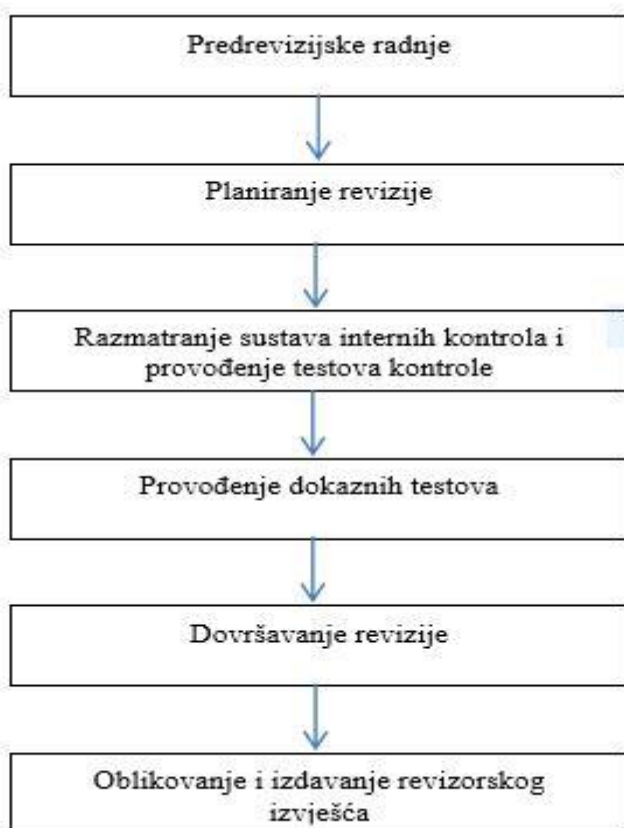 Predrevizijske radnje
Planiranje revizije
Razmatranje sustava internih kontrola i
provođenje testova kontrole
Provođenje dokaznih testova
Dovršavanje revizije
Oblikovanje i izdavanje revizorskog
izvješća